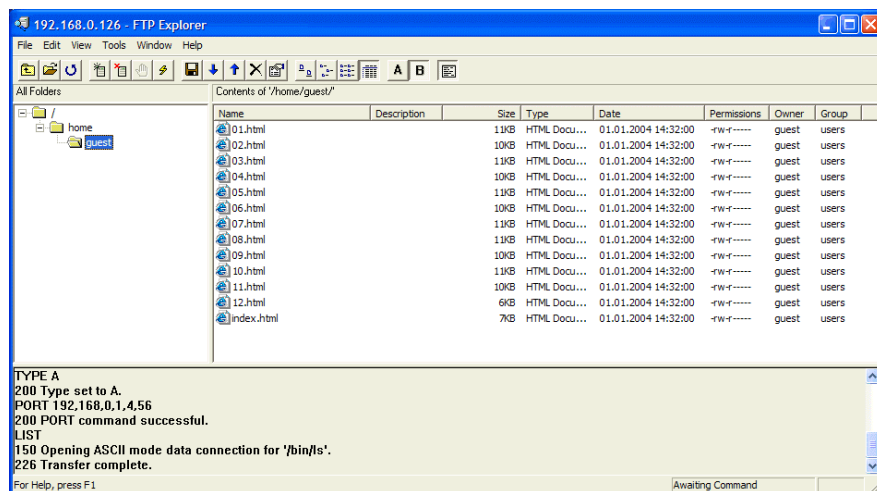 192.168.0.126 - FTP Explorer
File Edit View Tools Window Help
A B
All Folders Contents of '/home/guest/'
/
home
guest
Name Description Size Type Date Permissions Owner Group
01.html 11KB HTML Docu... 01.01.2004 14:32:00 -rw-r----- guest users
02.html 10KB HTML Docu... 01.01.2004 14:32:00 -rw-r----- guest users
03.html 11KB HTML Docu... 01.01.2004 14:32:00 -rw-r----- guest users
04.html 10KB HTML Docu... 01.01.2004 14:32:00 -rw-r----- guest users
05.html 11KB HTML Docu... 01.01.2004 14:32:00 -rw-r----- guest users
06.html 10KB HTML Docu... 01.01.2004 14:32:00 -rw-r----- guest users
07.html 11KB HTML Docu... 01.01.2004 14:32:00 -rw-r----- guest users
08.html 11KB HTML Docu... 01.01.2004 14:32:00 -rw-r----- guest users
09.html 10KB HTML Docu... 01.01.2004 14:32:00 -rw-r----- guest users
10.html 11KB HTML Docu... 01.01.2004 14:32:00 -rw-r----- guest users
11.html 10KB HTML Docu... 01.01.2004 14:32:00 -rw-r----- guest users
12.html 6KB HTML Docu... 01.01.2004 14:32:00 -rw-r----- guest users
index.html 7KB HTML Docu... 01.01.2004 14:32:00 -rw-r----- guest users
TYPE A
200 Type set to A.
PORT 192,168,0,1,4,56
200 PORT command successful.
LIST
150 Opening ASCII mode data connection for '/bin/ls'.
226 Transfer complete.
For Help, press F1 Awaiting Command